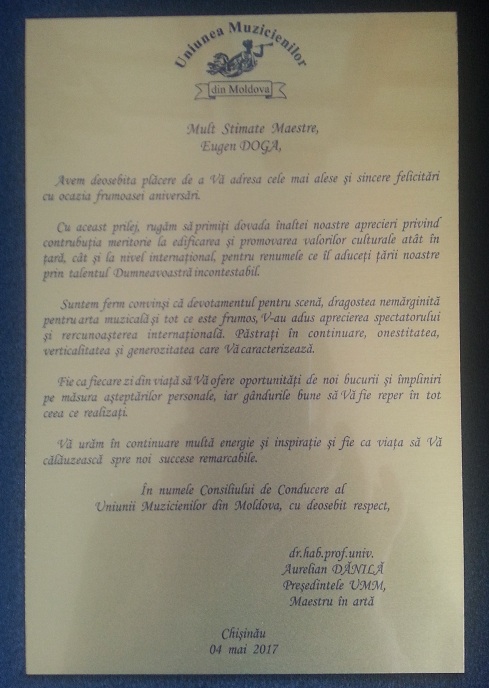 Uniunea Muzicienilor
din Moldova
Mult Stimate Maestre,
Eugen DOGA,
Avem deosebita plăcere de a Vă adresa cele mai alese și sincere felicitări
cu ocazia frumoasei aniversări.
Cu aceast prilej, rugăm să primiți dovada înaltei noastre aprecieri privind
contrubuția meritorie la edificarea și promovarea valorilor culturale atât în
țară, cât și la nivel internațional, pentru renumele ce îl aduceți țării noastre
prin talentul Dumneavoastră incontestabil.
Suntem ferm convinși că devotamentul pentru scenă, dragostea nemărginită
pentru arta muzicală și tot ce este frumos, V-au adus aprecierea spectatorului
și rercunoașterea internațională. Păstrați în continuare, onestitatea,
verticalitatea și generozitatea care Vă caracterizează.
Fie ca fiecare zi din viață să Vă ofere oportunități de noi bucurii și împliniri
pe măsura așteptărilor personale, iar gândurile bune să Vă fie reper în tot
ceea ce realizați.
Vă urăm în continuare multă energie și inspirație și fie ca viața să Vă
călăuzească spre noi succese remarcabile.
În numele Consiliului de Conducere al
Uniunii Muzicienilor din Moldova, cu deosebit respect,
dr.hab.prof.univ.
Aurelian DĂNILĂ
Președintele UMM,
Maestru în artă
Chișinău
04 mai 2017